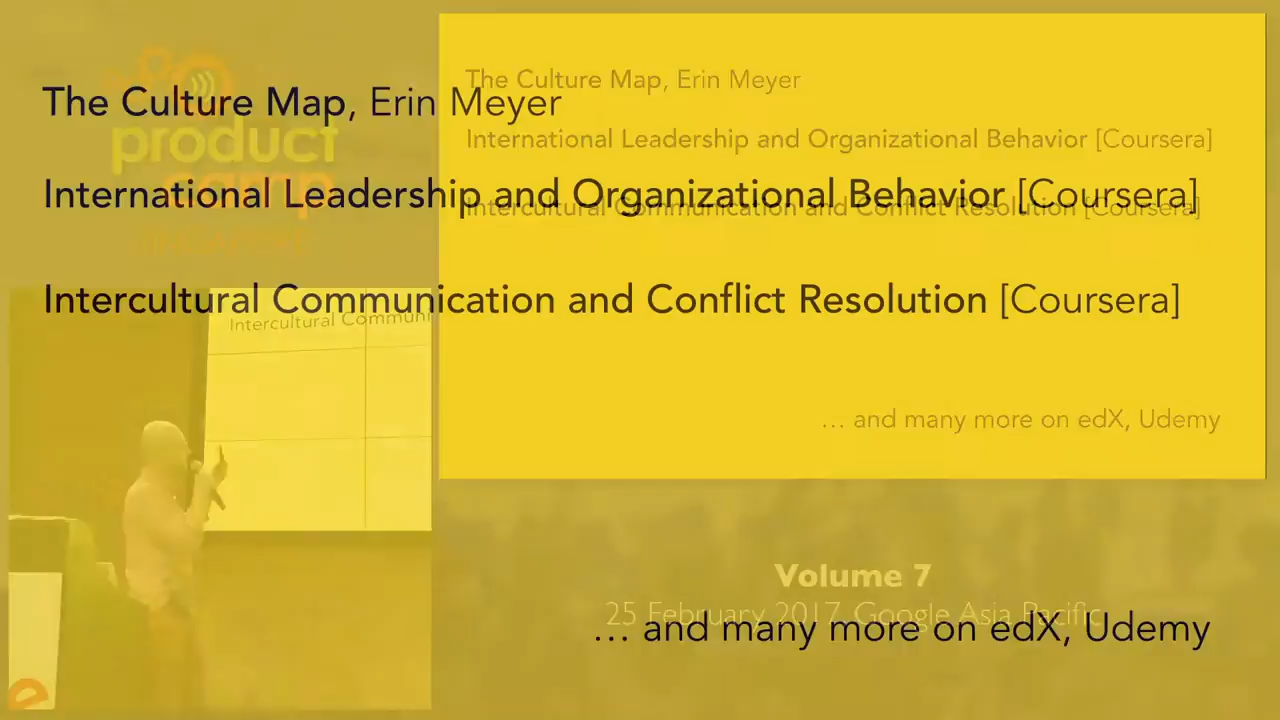 The Culture Map, Erin Meyer
International Leadership and Organizational Behavior [Coursera]
Intercultural Communication and Conflict Resolution [Coursera]
… and many more on edX, Udemy
product
camp
The Culture Map, Erin Meyer
International Leadership and Organizational Behavior [Coursera]
Intercultural Communication and Conflict Resolution [Coursera]
… and many more on edX, Udemy
Intercultural Communi
Volume 7
25 February 2017, Google Asia Pacific